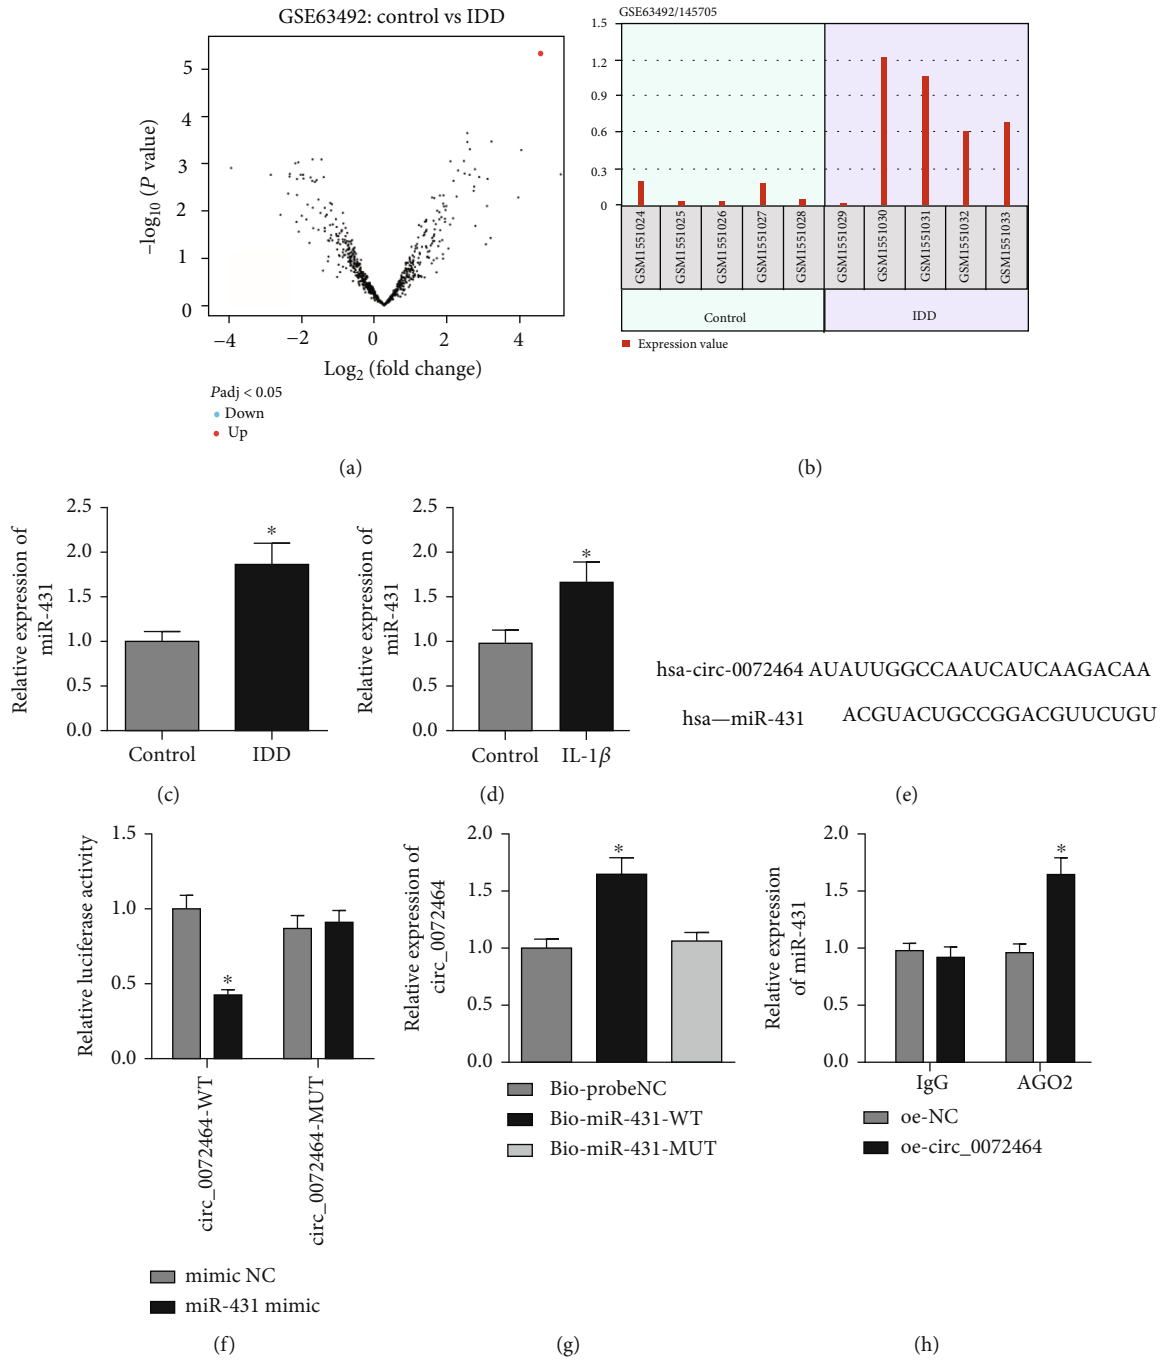 GSE63492: control vs IDD
5
4
3
2
1
0
−log10 (P value)
−4
−2
0
2
4
Log2 (fold change)
Padj < 0.05
Down
Up
(a)
GSE63492/145705
1.5
1.2
0.9
0.6
0.3
0
GSM1551024
GSM1551025
GSM1551026
GSM1551027
GSM1551028
GSM1551029
GSM1551030
GSM1551031
GSM1551032
GSM1551033
Control
IDD
Expression value
(b)
Relative expression of
miR-431
2.5
2.0
1.5
1.0
0.5
0.0
*
Control
IDD
(c)
Relative expression of
miR-431
2.5
2.0
1.5
1.0
0.5
0.0
*
Control
IL-1β
(d)
hsa-circ-0072464 AUAUUGGCCAAUCAUCAAGACAA
hsa—miR-431 ACGUACUGCCGGACGUUCUGU
(e)
Relative luciferase activity
1.5
1.0
0.5
0.0
*
circ_0072464-WT
circ_0072464-MUT
mimic NC
miR-431 mimic
(f)
Relative expression of
circ_0072464
2.0
1.5
1.0
0.5
0.0
*
Bio-probeNC
Bio-miR-431-WT
Bio-miR-431-MUT
(g)
Relative expression
of miR-431
2.0
1.5
1.0
0.5
0.0
*
IgG
AGO2
oe-NC
oe-circ_0072464
(h)